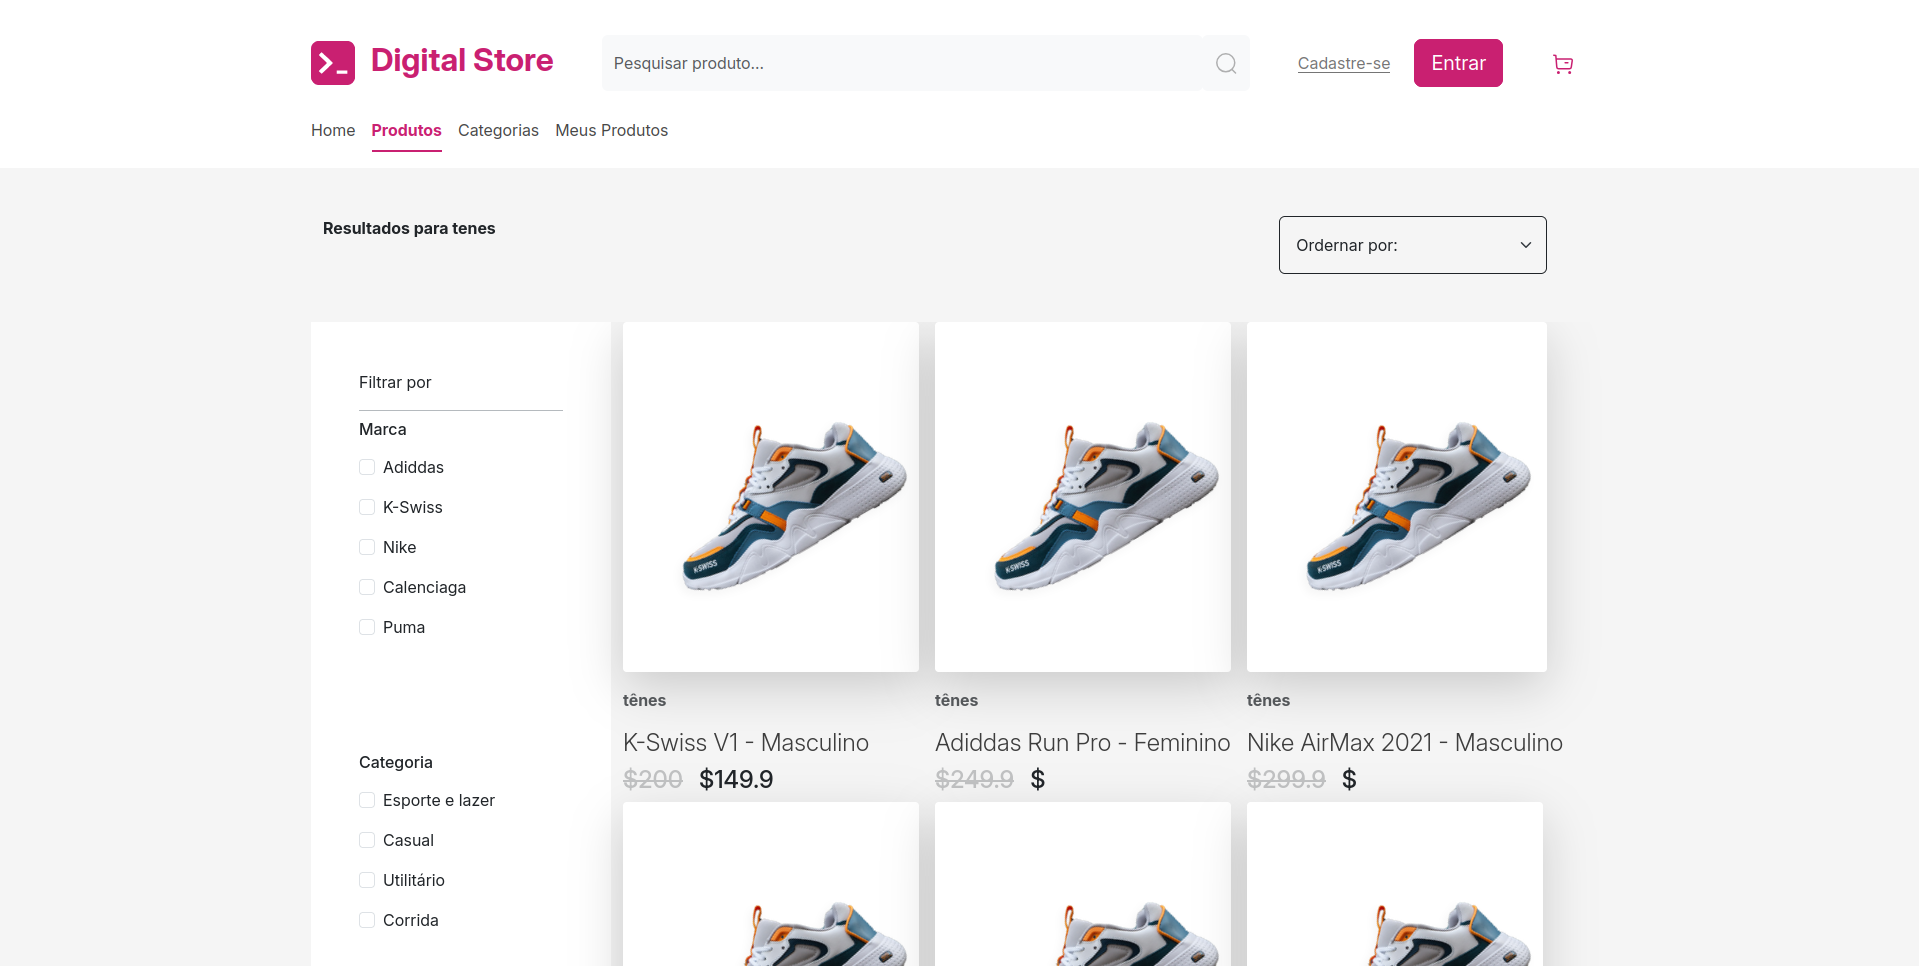 Digital Store
Pesquisar produto...
Cadastre-se
Entrar
Home Produtos Categorias Meus Produtos
Resultados para tenes
Ordernar por:
Filtrar por
Marca
Adiddas
K-Swiss
Nike
Calenciaga
Puma
Categoria
Esporte e lazer
Casual
Utilitário
Corrida
K-SWISS
tênes
K-Swiss V1 - Masculino
$200 $149.9
K-SWISS
tênes
Adiddas Run Pro - Feminino
$249.9 $
K-SWISS
tênes
Nike AirMax 2021 - Masculino
$299.9 $